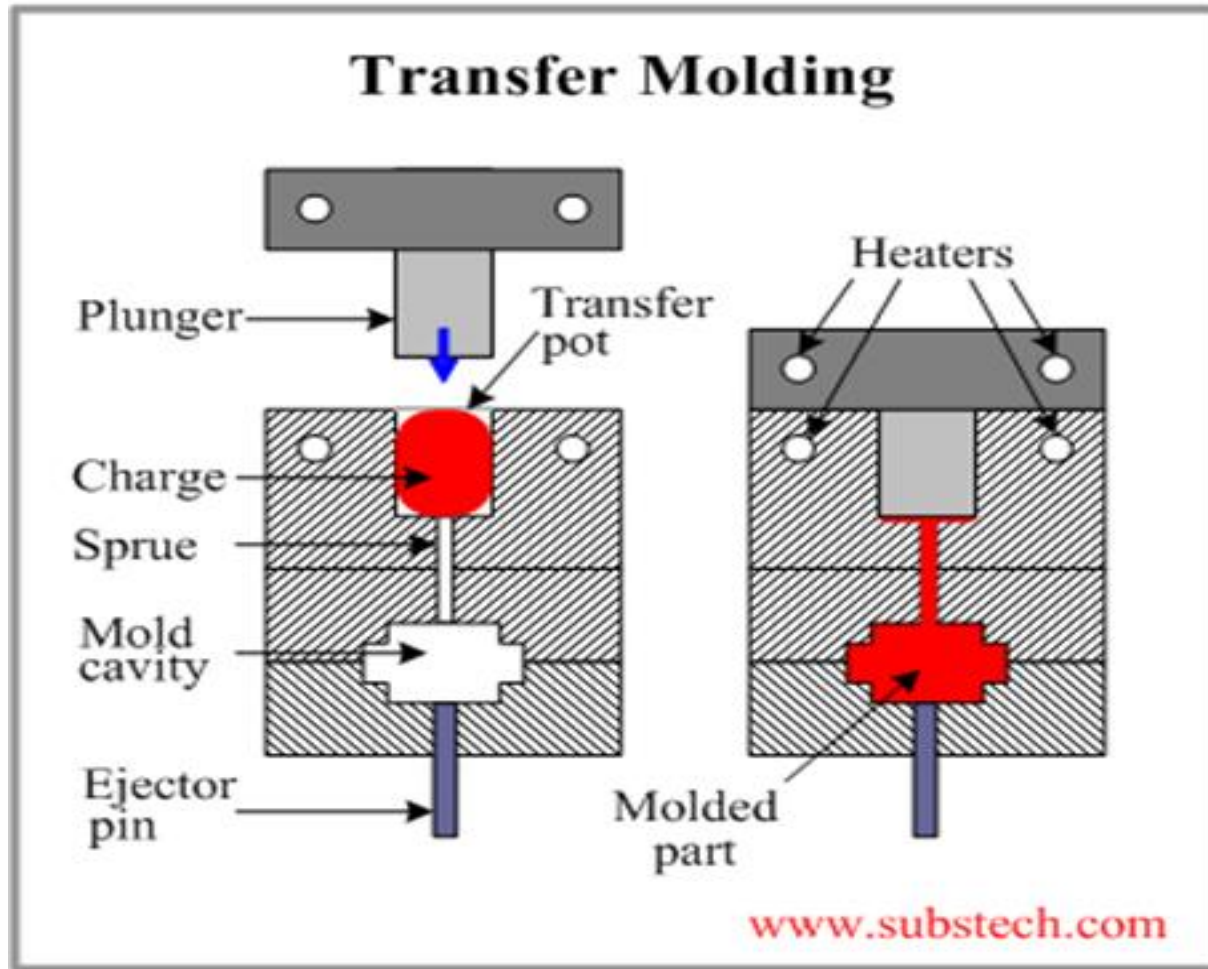 Transfer Molding
Plunger
Transfer
pot
Heaters
Charge
Sprue
Mold
cavity
Ejector
pin
Molded
part
www.substech.com